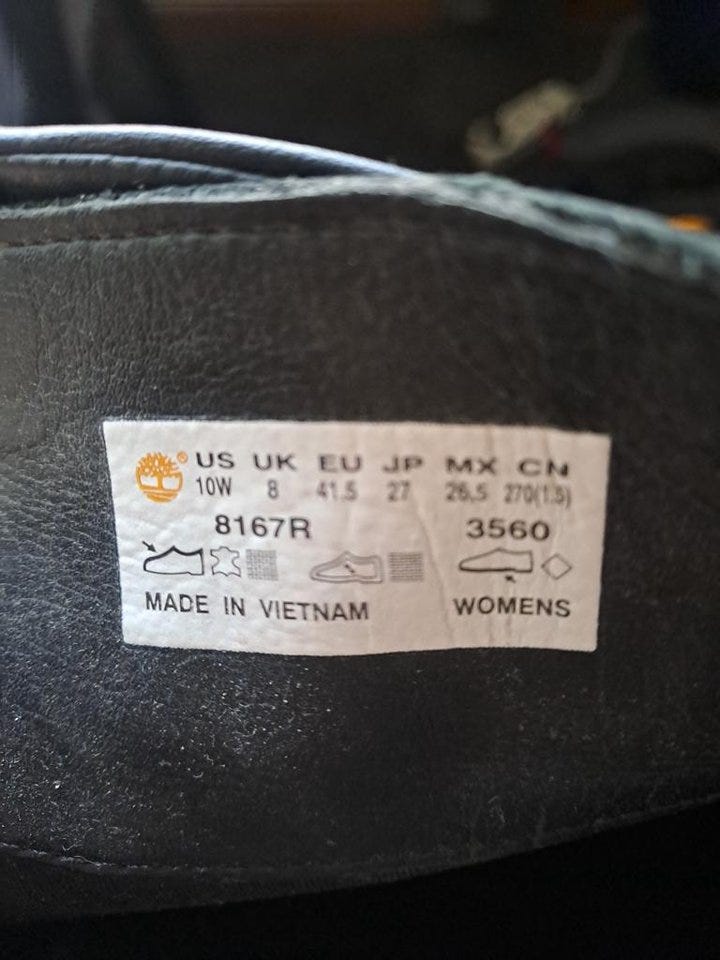 US UK EU JP MX CN
10W 8 41.5 27 26.5 270(1.5)
8167R 3560
MADE IN VIETNAM WOMENS